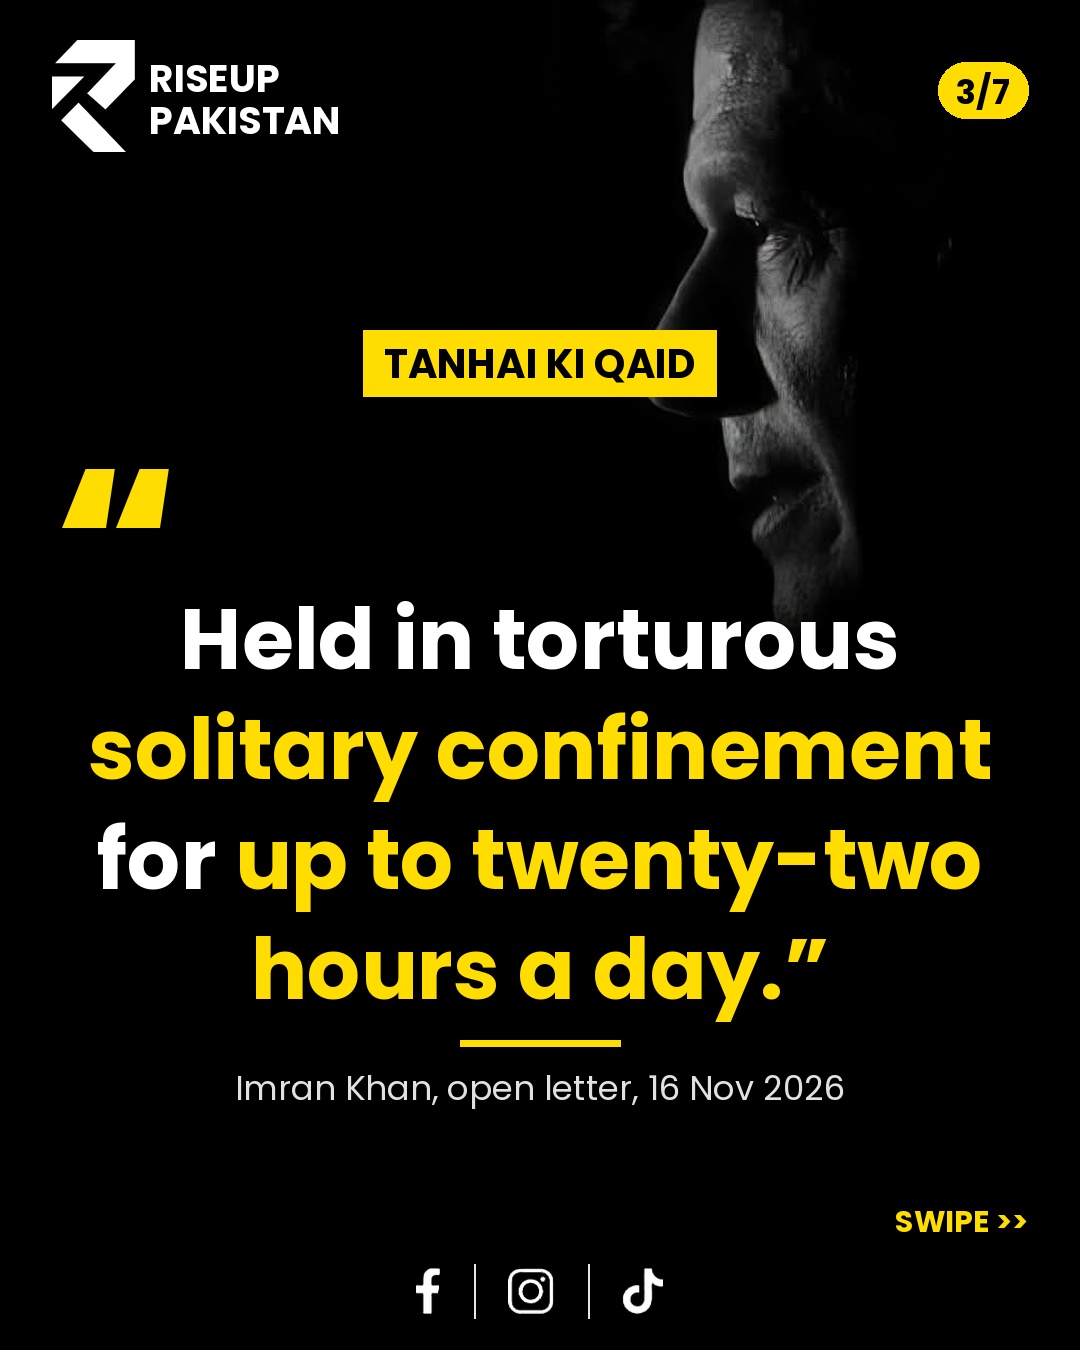 RISEUP
PAKISTAN
3/7
TANHAI KI QAID
“
Held in torturous
solitary confinement
for up to twenty-two
hours a day.”
Imran Khan, open letter, 16 Nov 2026
SWIPE >>